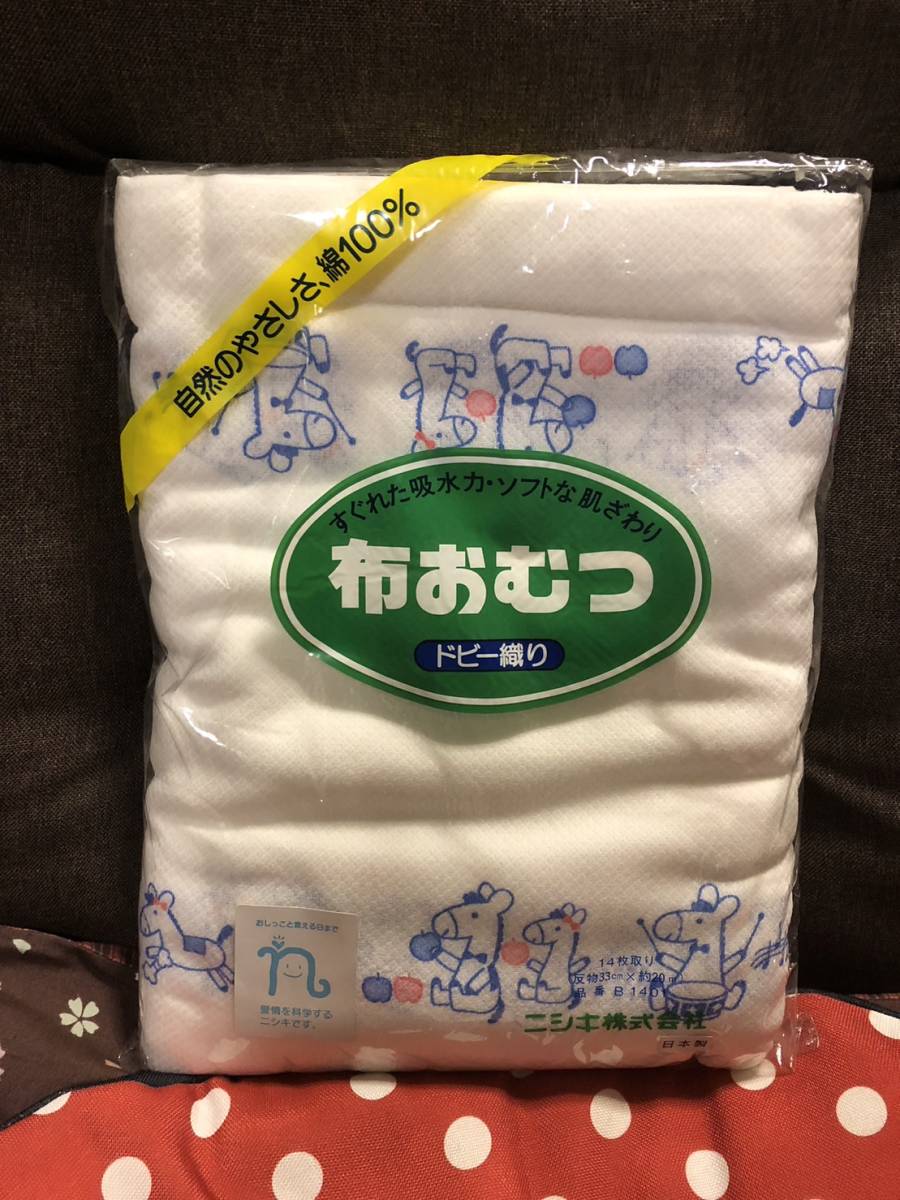 自然のやさしさ、綿100%
すぐれた吸水力・ソフトな肌ざわり
布おむつ
ドビー織り
おしっこと言える日まで
愛情を科学する
ニシキです。
14枚取り
反物33cm×約20m
品番 B140
ニシキ株式会社
日本製